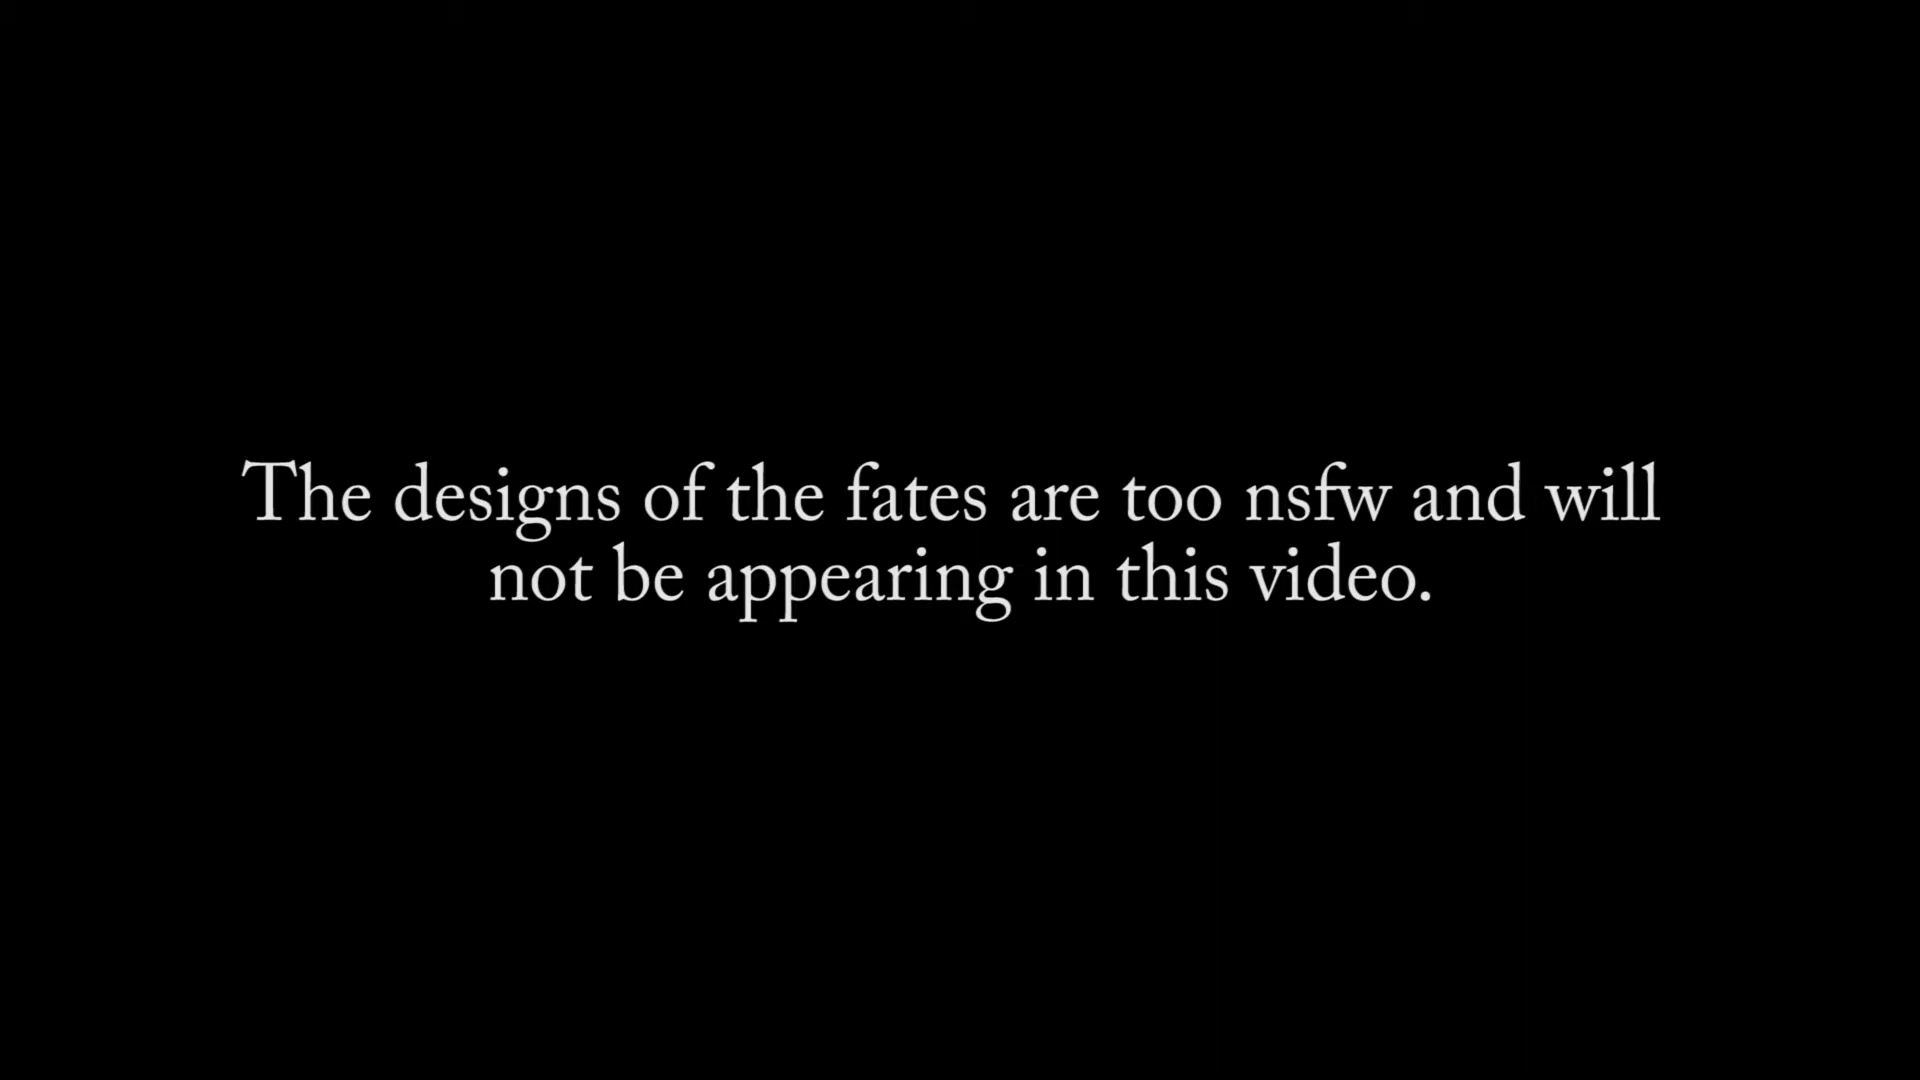 The designs of the fates are too nsfw and will
not be appearing in this video.